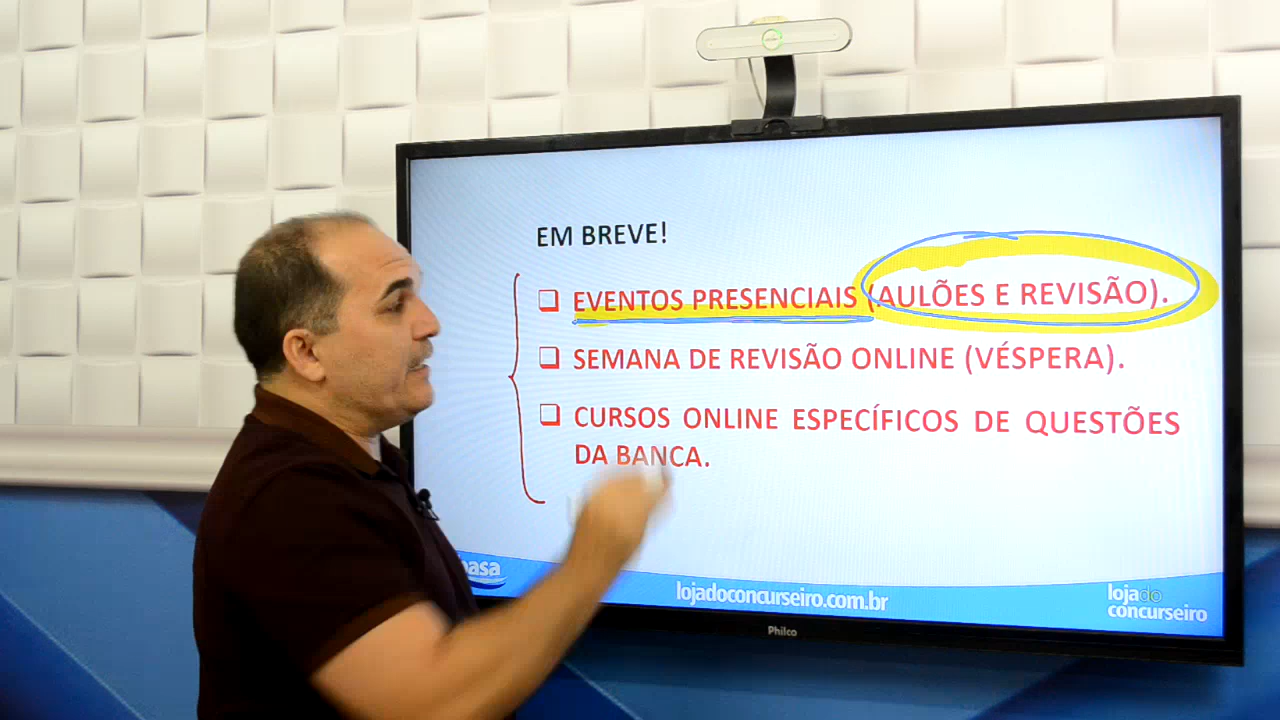 EM BREVE!
EVENTOS PRESENCIAIS (AULÕES E REVISÃO).
SEMANA DE REVISÃO ONLINE (VÉSPERA).
CURSOS ONLINE ESPECÍFICOS DE QUESTÕES
DA BANCA.
lojadoconcurseiro.com.br
lojado
concurseiro
Philco